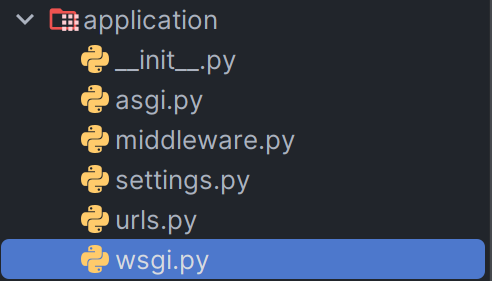 application
__init__.py
asgi.py
middleware.py
settings.py
urls.py
wsgi.py